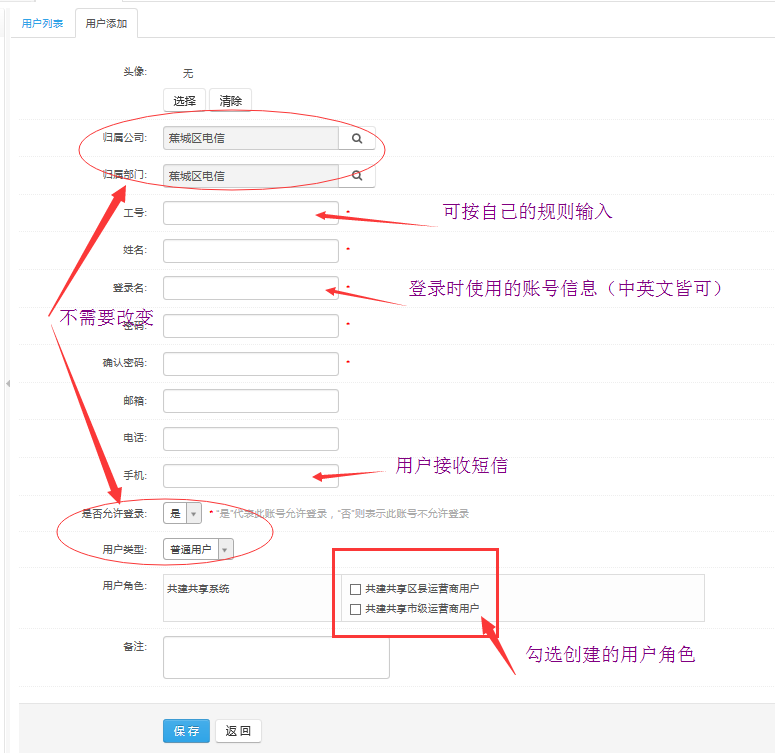 用户列表 用户添加
头像: 无
选择 清除
归属公司: 蕉城区电信
归属部门: 蕉城区电信
工号: * 可按自己的规则输入
姓名: *
登录名: * 登录时使用的账号信息（中英文皆可）
不需要改变
密码: *
确认密码: *
邮箱:
电话:
手机: 用户接收短信
是否允许登录: 是 * “是”代表此账号允许登录，“否”则表示此账号不允许登录
用户类型: 普通用户
用户角色: 共建共享系统 共建共享区县运营商用户
共建共享市级运营商用户
备注: 勾选创建的用户角色
保存 返回